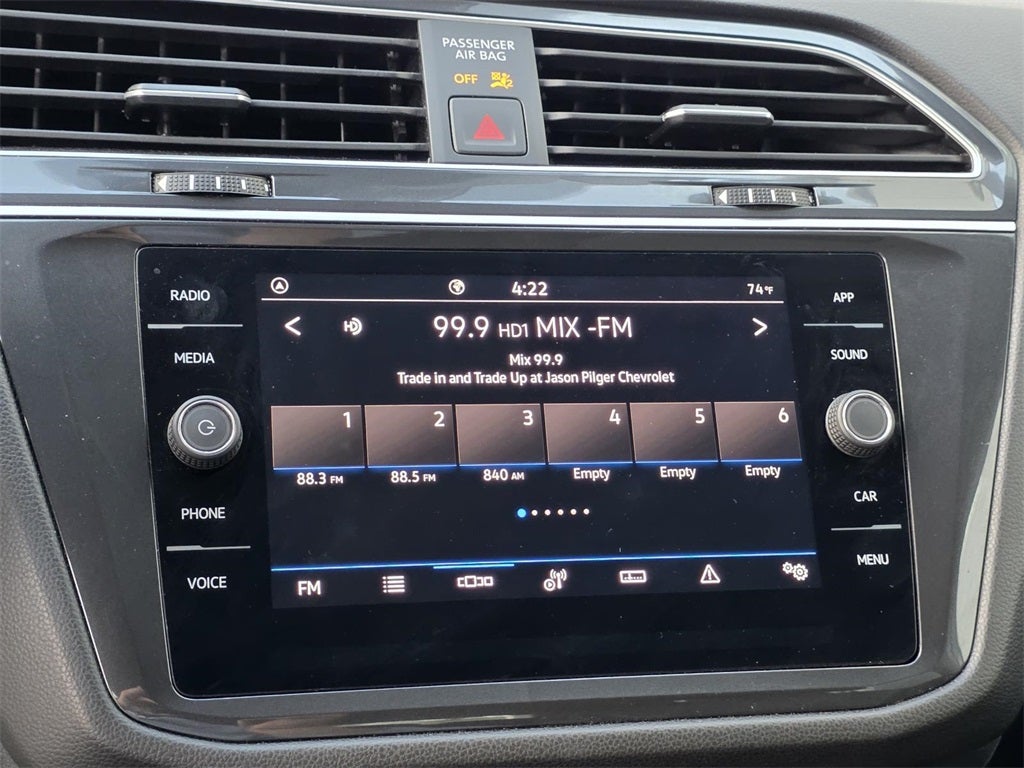 PASSENGER
AIR BAG
OFF 2
RADIO
MEDIA
PHONE
VOICE
4:22 74°F
< HD >
99.9 HD1 MIX -FM
Mix 99.9
Trade in and Trade Up at Jason Pilger Chevrolet
1 2 3 4 5 6
88.3 FM 88.5 FM 840 AM Empty Empty Empty
FM
APP
SOUND
CAR
MENU